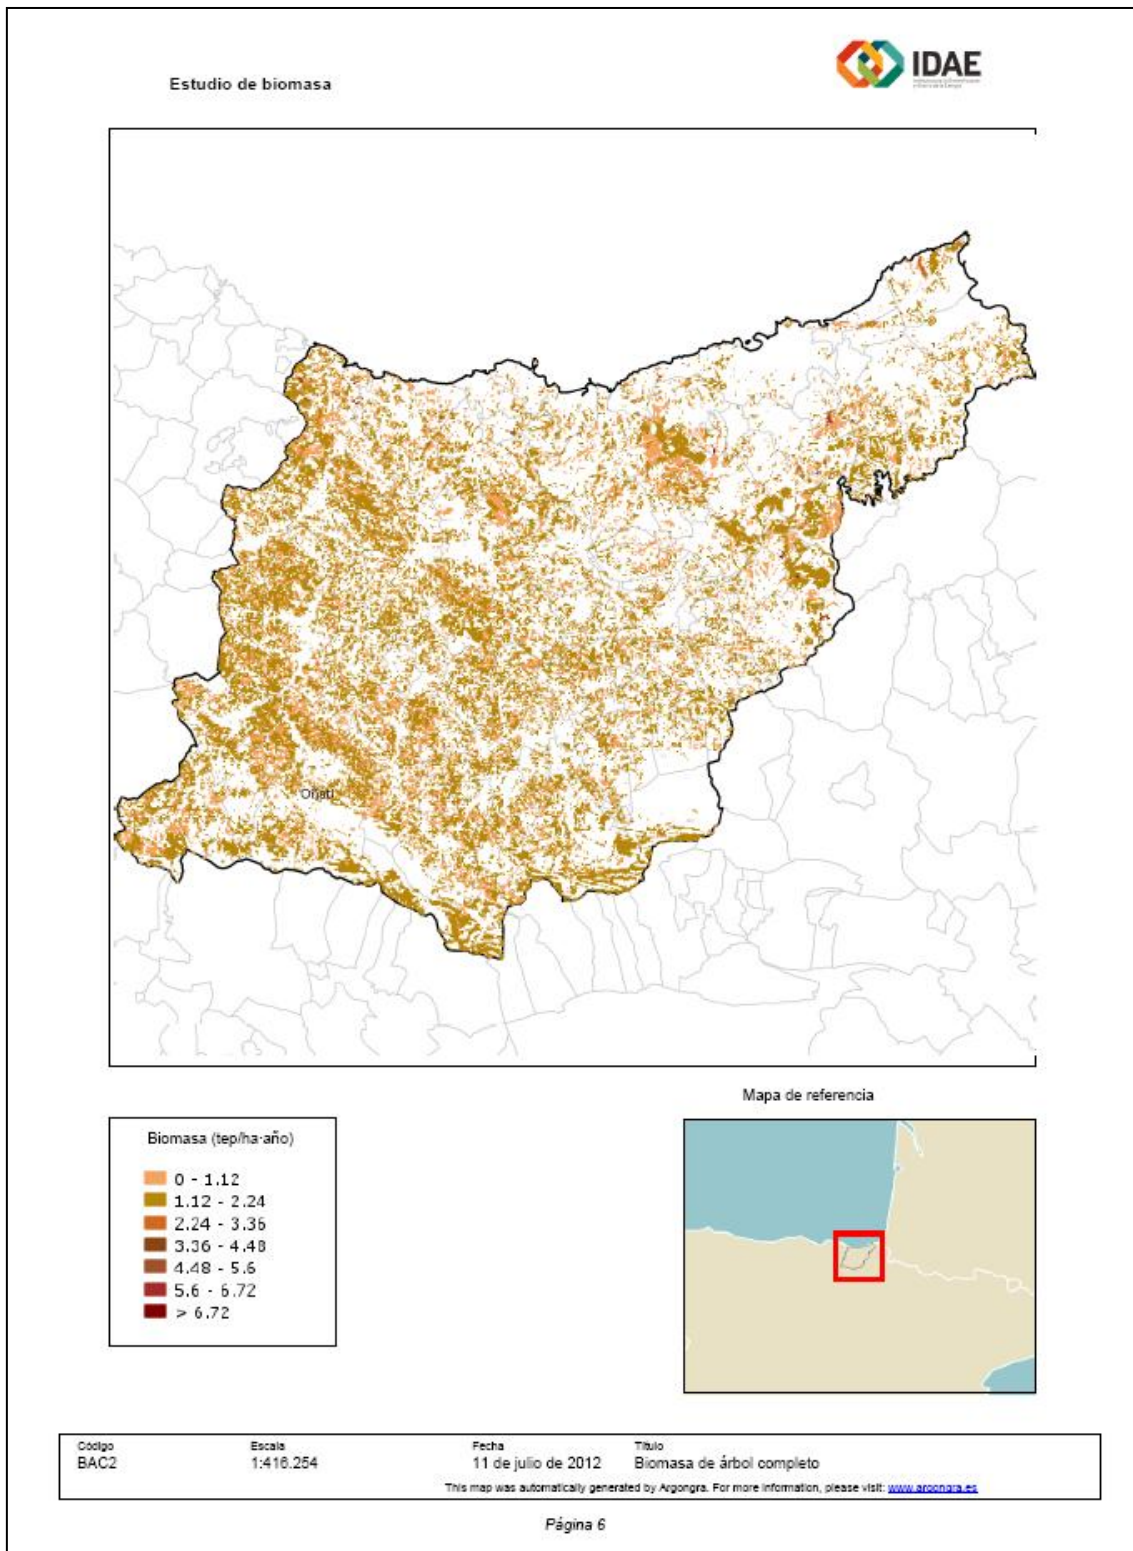 Estudio de biomasa
IDAE
Oñati
Mapa de referencia
Biomasa (tep/ha·año)
0 - 1.12
1.12 - 2.24
2.24 - 3.36
3.36 - 4.48
4.48 - 5.6
5.6 - 6.72
> 6.72
Código
BAC2
Escala
1:416.254
Fecha
11 de julio de 2012
Título
Biomasa de árbol completo
This map was automatically generated by Argongra. For more information, please visit: www.argongra.es
Página 6